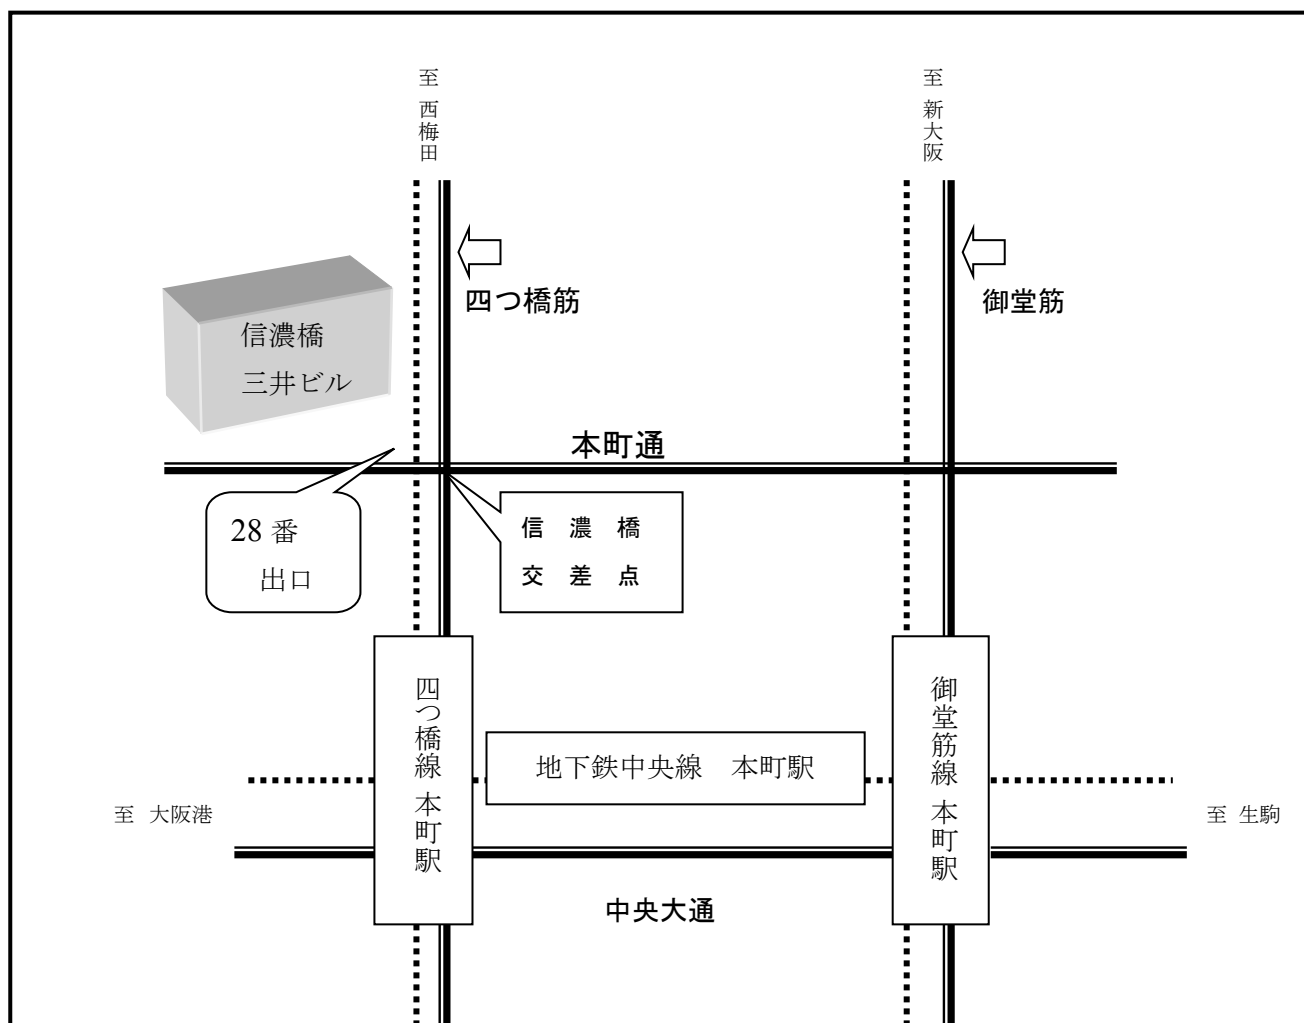 至 西梅田
至 新大阪
四つ橋筋
御堂筋
信濃橋
三井ビル
本町通
28 番
出口
信 濃 橋
交 差 点
四つ橋線 本町駅
地下鉄中央線 本町駅
御堂筋線 本町駅
至 大阪港
至 生駒
中央大通